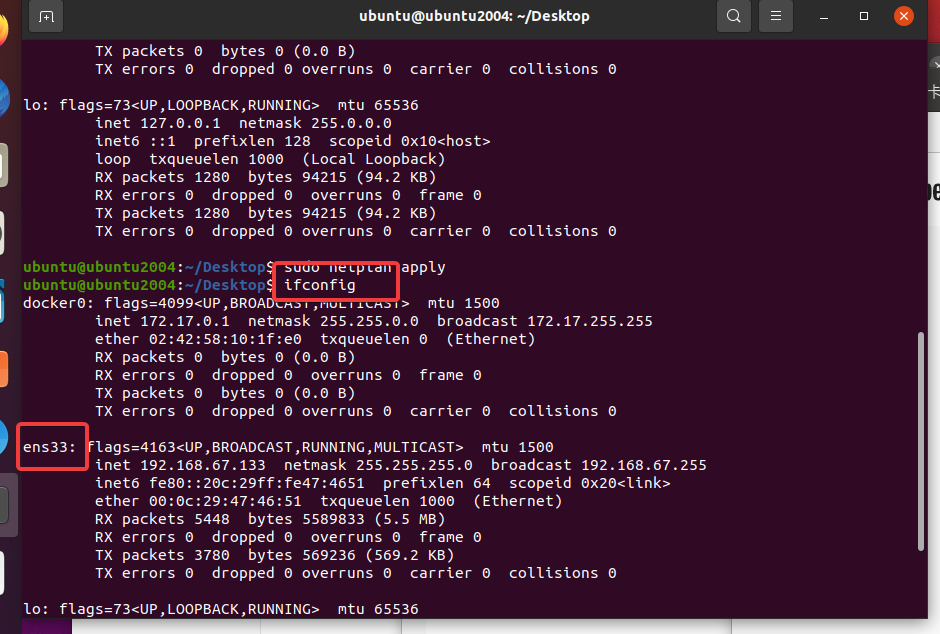 ubuntu@ubuntu2004: ~/Desktop
TX packets 0  bytes 0 (0.0 B)
TX errors 0  dropped 0 overruns 0  carrier 0  collisions 0
lo: flags=73<UP,LOOPBACK,RUNNING>  mtu 65536
inet 127.0.0.1  netmask 255.0.0.0
inet6 ::1  prefixlen 128  scopeid 0x10<host>
loop  txqueuelen 1000  (Local Loopback)
RX packets 1280  bytes 94215 (94.2 KB)
RX errors 0  dropped 0  overruns 0  frame 0
TX packets 1280  bytes 94215 (94.2 KB)
TX errors 0  dropped 0 overruns 0  carrier 0  collisions 0
ubuntu@ubuntu2004:~/Desktop$ sudo netplan apply
ubuntu@ubuntu2004:~/Desktop$ ifconfig
docker0: flags=4099<UP,BROADCAST,MULTICAST>  mtu 1500
inet 172.17.0.1  netmask 255.255.0.0  broadcast 172.17.255.255
ether 02:42:58:10:1f:e0  txqueuelen 0  (Ethernet)
RX packets 0  bytes 0 (0.0 B)
RX errors 0  dropped 0  overruns 0  frame 0
TX packets 0  bytes 0 (0.0 B)
TX errors 0  dropped 0 overruns 0  carrier 0  collisions 0
ens33: flags=4163<UP,BROADCAST,RUNNING,MULTICAST>  mtu 1500
inet 192.168.67.133  netmask 255.255.255.0  broadcast 192.168.67.255
inet6 fe80::20c:29ff:fe47:4651  prefixlen 64  scopeid 0x20<link>
ether 00:0c:29:47:46:51  txqueuelen 1000  (Ethernet)
RX packets 5448  bytes 5589833 (5.5 MB)
RX errors 0  dropped 0  overruns 0  frame 0
TX packets 3780  bytes 569236 (569.2 KB)
TX errors 0  dropped 0 overruns 0  carrier 0  collisions 0
lo: flags=73<UP,LOOPBACK,RUNNING>  mtu 65536